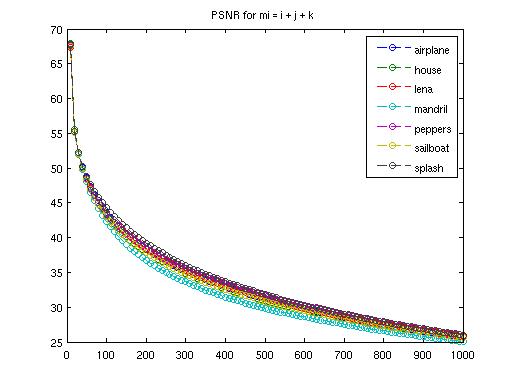 PSNR for mi = i + j + k
70
65
60
55
50
45
40
35
30
25
0 100 200 300 400 500 600 700 800 900 1000
airplane
house
lena
mandril
peppers
sailboat
splash